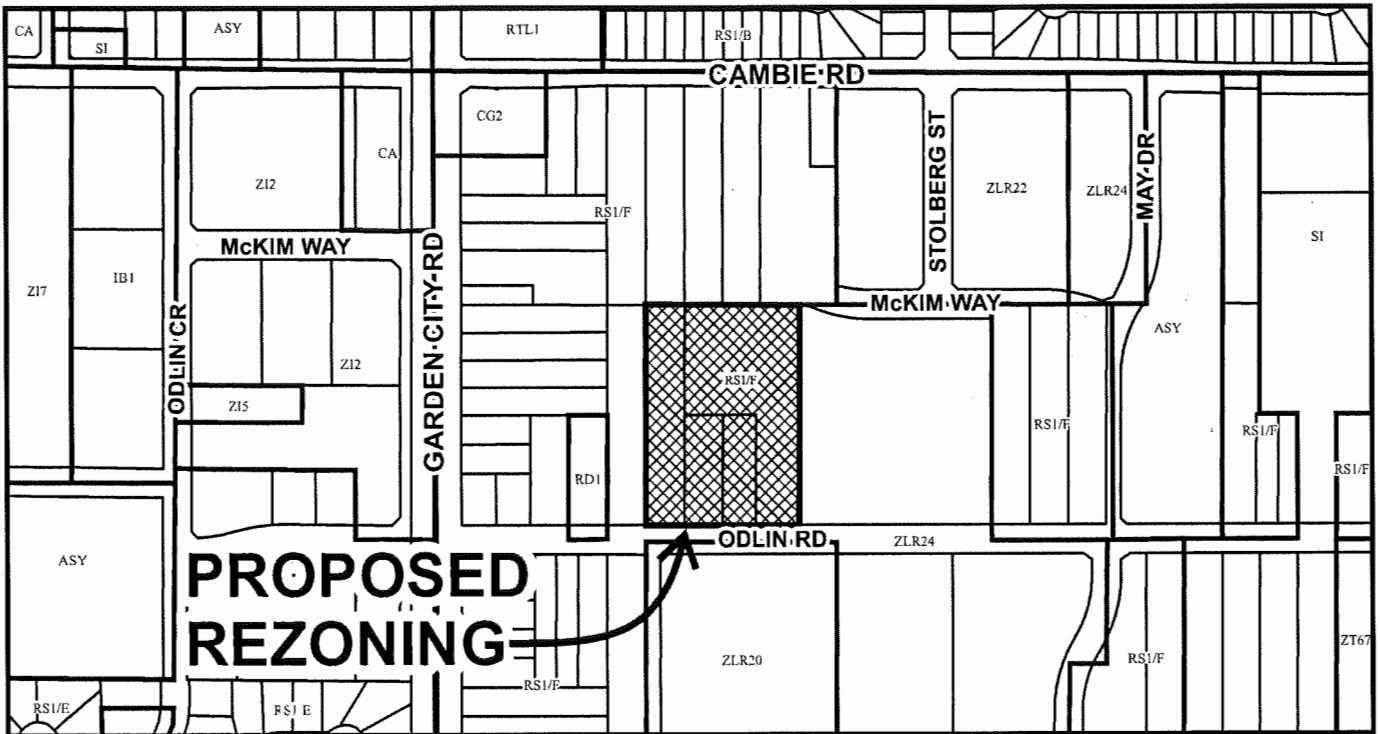 CA
SI
ASY
RTL1
RS1/B
CAMBIE RD
CG2
CA
ZI2
STOLBERG ST
ZLR22
ZLR24
MAY DR
RS1/F
SI
McKIM WAY
GARDEN CITY RD
ZI7
IB1
ODLIN CR
McKIM WAY
ASY
ZI2
RS1/F
ZI5
RS1/F
RS1/F
RS1/F
RD1
ODLIN RD
ZLR24
ASY
PROPOSED
REZONING
ZLR20
RS1/F
RS1/F
ZT67
RS1/E
RS1/E